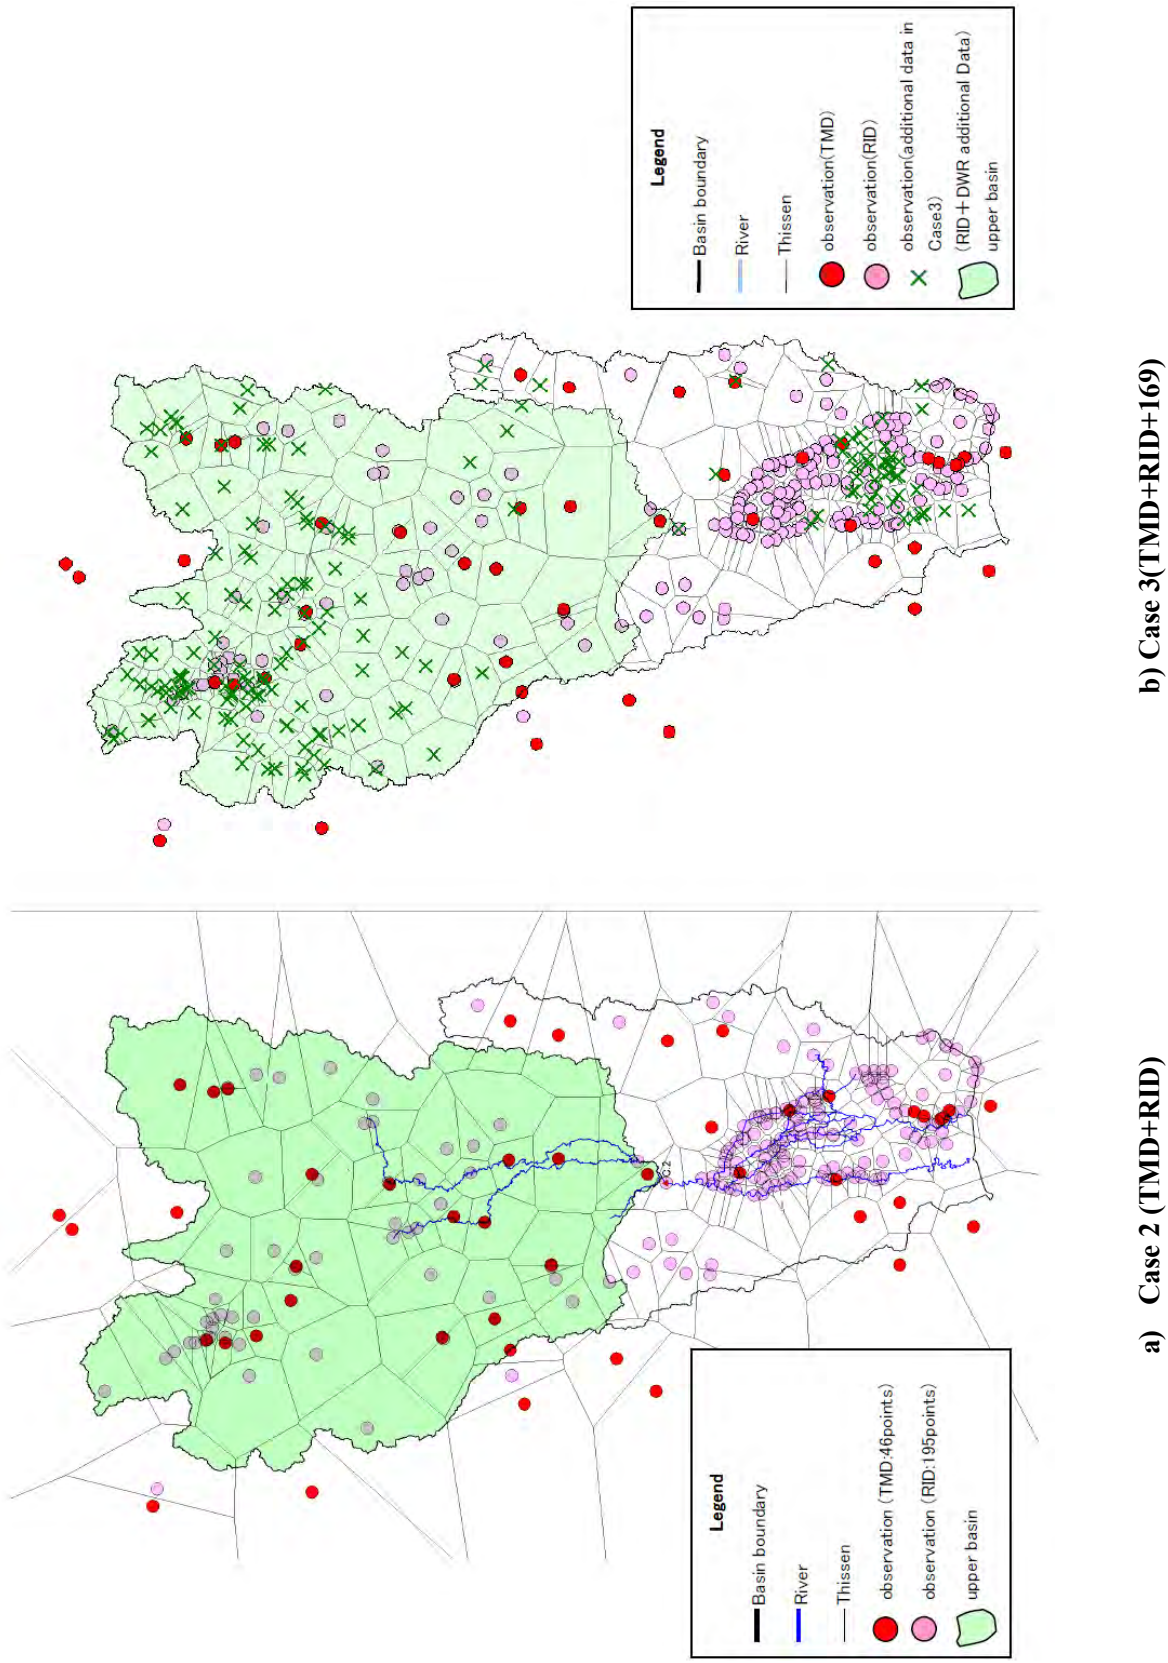 Legend
Basin boundary
River
Thissen
observation (TMD:46points)
observation (RID:195points)
upper basin
C.2
a) Case 2 (TMD+RID)
Legend
Basin boundary
River
Thissen
observation(TMD)
observation(RID)
observation(additional data in
Case3)
(RID+DWR additional Data)
upper basin
b) Case 3(TMD+RID+169)